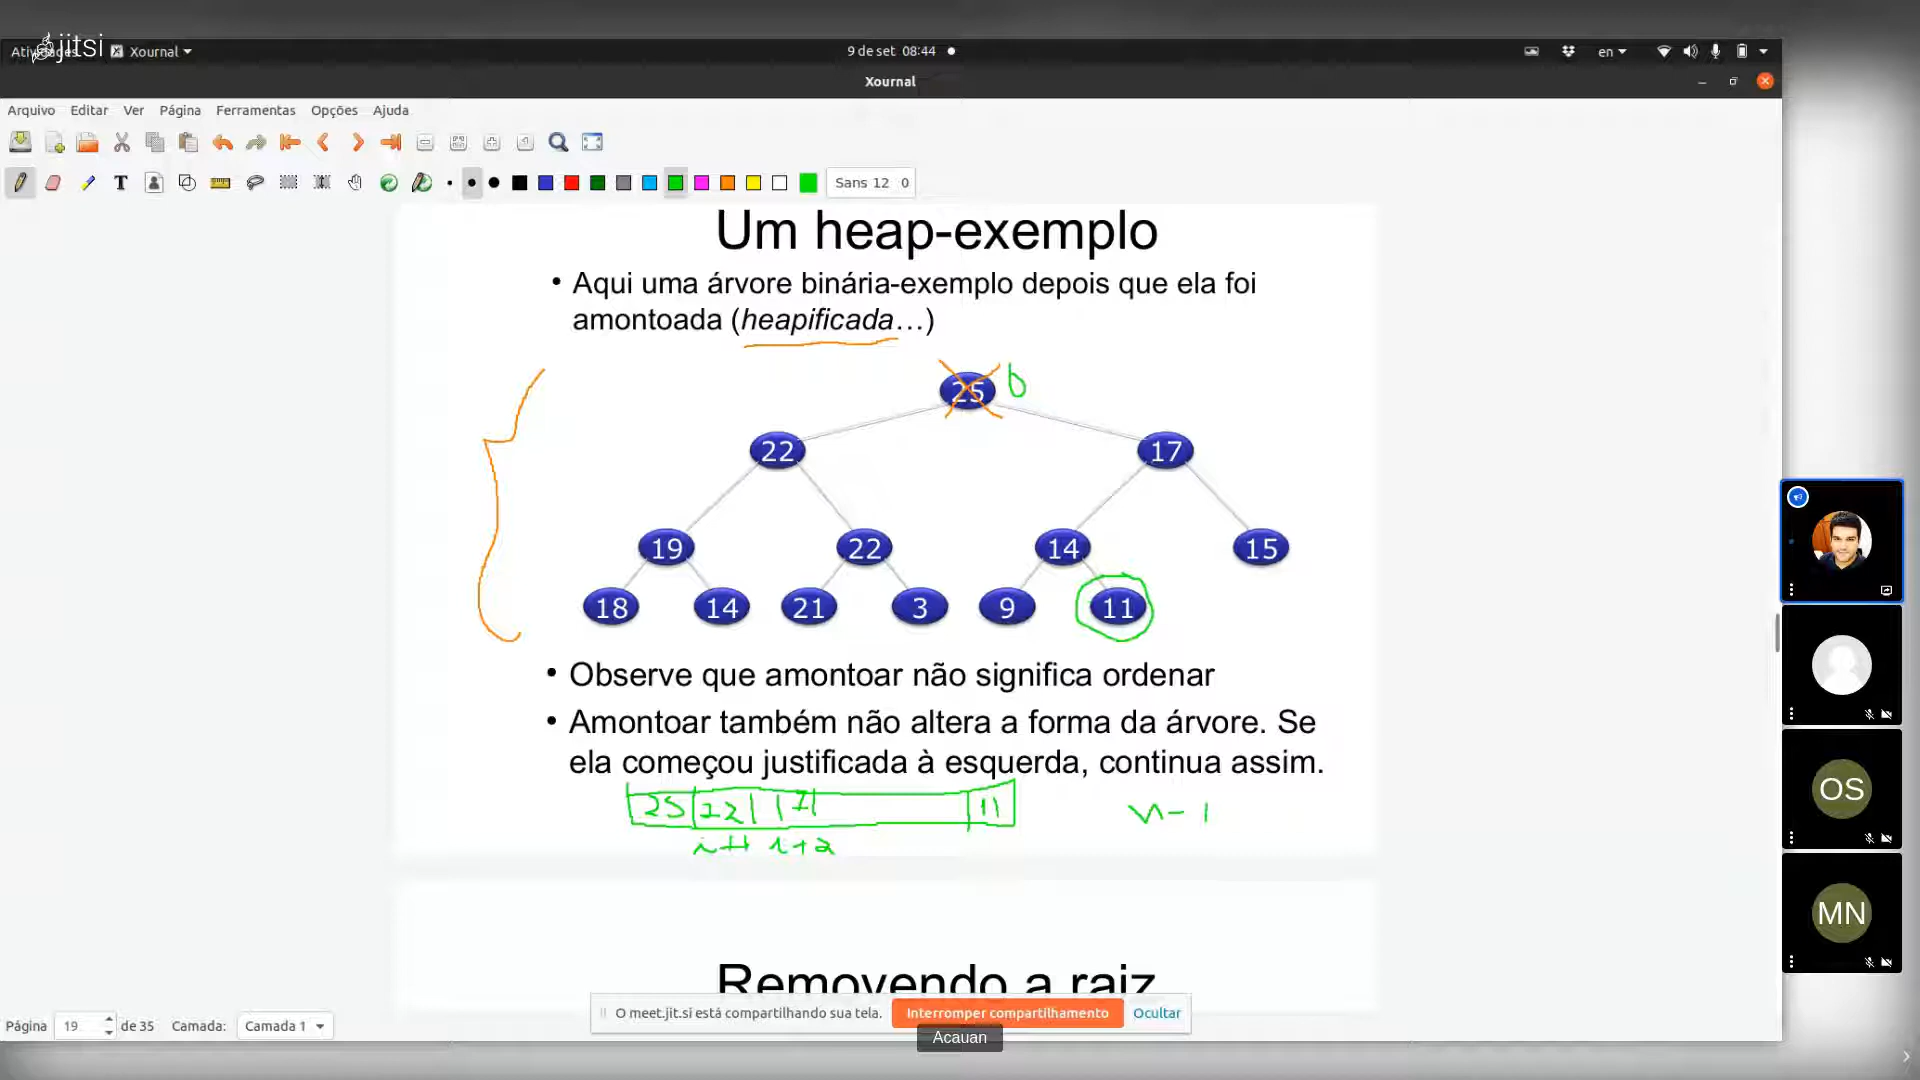 jitsi
Atividades Xournal 9 de set 08:44 en
Xournal
Arquivo Editar Ver Página Ferramentas Opções Ajuda
Sans 12 0
Um heap-exemplo
• Aqui uma árvore binária-exemplo depois que ela foi
amontoada (heapificada…)
25
22 17
19 22 14 15
18 14 21 3 9 11
• Observe que amontoar não significa ordenar
• Amontoar também não altera a forma da árvore. Se
ela começou justificada à esquerda, continua assim.
25 22 17 11 n-1
i+1 i+2
OS
MN
Removendo a raiz
O meet.jit.si está compartilhando sua tela. Interromper compartilhamento Ocultar
Página 19 de 35 Camada: Camada 1
Acauan